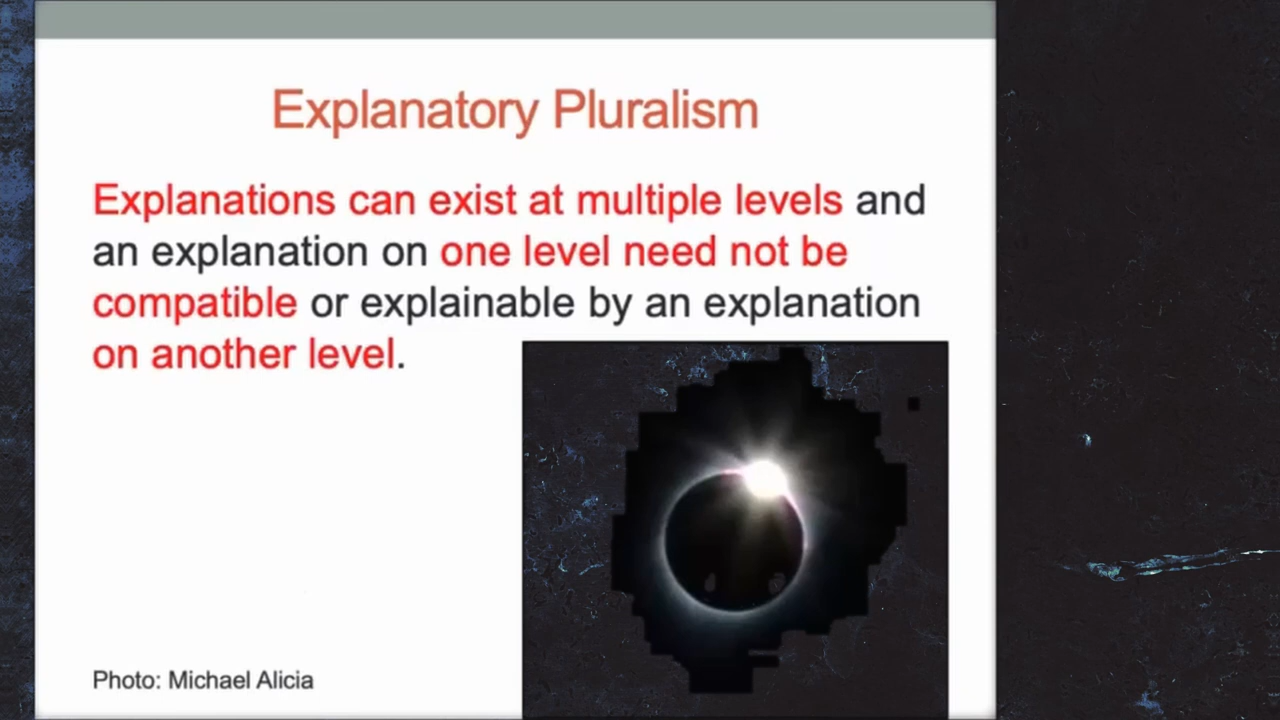 Explanatory Pluralism
Explanations can exist at multiple levels and
an explanation on one level need not be
compatible or explainable by an explanation
on another level.
Photo: Michael Alicia